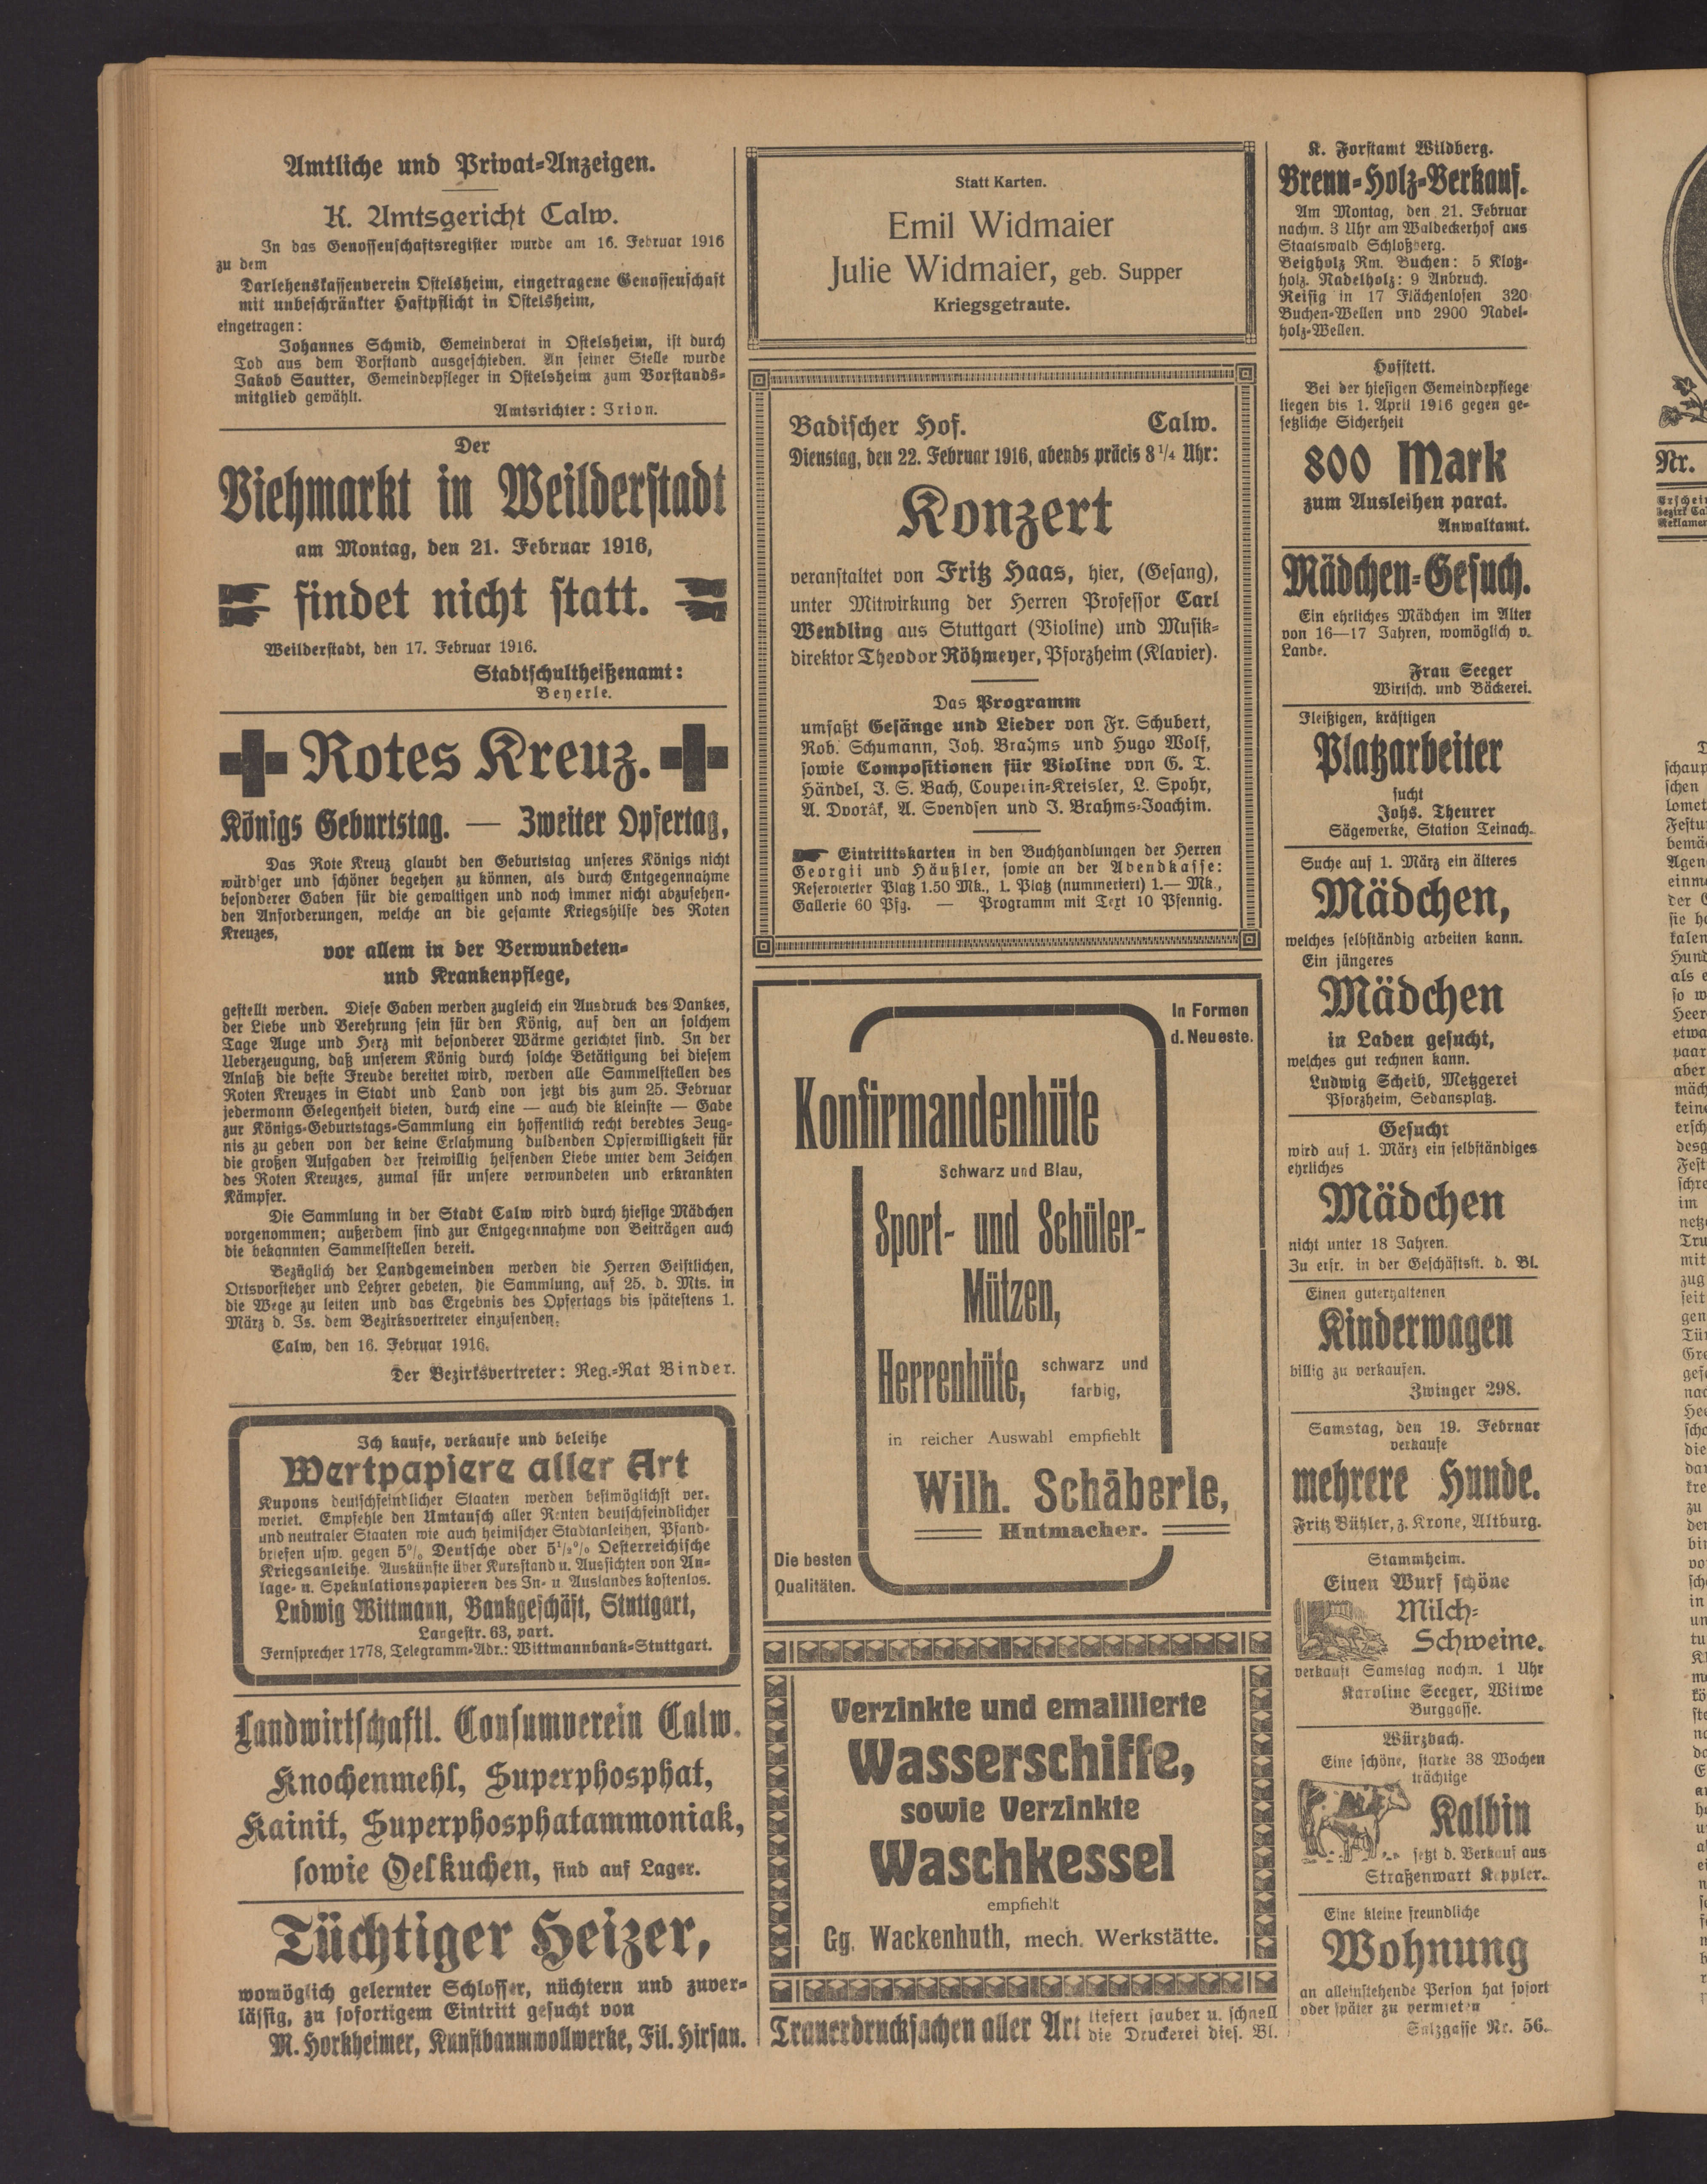 Amtliche und Privat-Anzeigen.
K. Amtsgericht Calw.
In das Genossenschaftsregister wurde am 16. Februar 1916
zu dem
Darlehenskassenverein Ostelsheim, eingetragene Genossenschaft
mit unbeschränkter Haftpflicht in Ostelsheim,
eingetragen:
Johannes Schmid, Gemeinderat in Ostelsheim, ist durch
Tod aus dem Vorstand ausgeschieden. An seiner Stelle wurde
Jakob Sautter, Gemeindepfleger in Ostelsheim zum Vorstands-
mitglied gewählt.
Amtsrichter: Irion.
Der
Viehmarkt in Weilderstadt
am Montag, den 21. Februar 1916,
findet nicht statt.
Weilderstadt, den 17. Februar 1916.
Stadtschultheißenamt:
Beyerle.
Rotes Kreuz.
Königs Geburtstag. — Zweiter Opfertag,
Das Rote Kreuz glaubt den Geburtstag unseres Königs nicht
würd'ger und schöner begehen zu können, als durch Entgegennahme
besonderer Gaben für die gewaltigen und noch immer nicht abzusehen-
den Anforderungen, welche an die gesamte Kriegshilfe des Roten
Kreuzes,
vor allem in der Verwundeten-
und Krankenpflege,
gestellt werden. Diese Gaben werden zugleich ein Ausdruck des Dankes,
der Liebe und Verehrung sein für den König, auf den an solchem
Tage Auge und Herz mit besonderer Wärme gerichtet sind. In der
Ueberzeugung, daß unserem König durch solche Betätigung bei diesem
Anlaß die beste Freude bereitet wird, werden alle Sammelstellen des
Roten Kreuzes in Stadt und Land von jetzt bis zum 25. Februar
jedermann Gelegenheit bieten, durch eine — auch die kleinste — Gabe
zur Königs-Geburtstags-Sammlung ein hoffentlich recht beredtes Zeug-
nis zu geben von der keine Erlahmung duldenden Opferwilligkeit für
die großen Aufgaben der freiwillig helfenden Liebe unter dem Zeichen
des Roten Kreuzes, zumal für unsere verwundeten und erkrankten
Kämpfer.
Die Sammlung in der Stadt Calw wird durch hiesige Mädchen
vorgenommen; außerdem sind zur Entgegennahme von Beiträgen auch
die bekannten Sammelstellen bereit.
Bezüglich der Landgemeinden werden die Herren Geistlichen,
Ortsvorsteher und Lehrer gebeten, die Sammlung, auf 25. d. Mts. in
die Wege zu leiten und das Ergebnis des Opfertags bis spätestens 1.
März d. Js. dem Bezirksvertreter einzusenden.
Calw, den 16. Februar 1916.
Der Bezirksvertreter: Reg.-Rat Binder.
Ich kaufe, verkaufe und beleihe
Wertpapiere aller Art
Kupons deutschfeindlicher Staaten werden bestmöglichst ver-
wertet. Empfehle den Umtausch aller Renten deutschfeindlicher
und neutraler Staaten wie auch heimischer Stadtanleihen, Pfand-
briefen usw. gegen 5% Deutsche oder 5½% Oesterreichische
Kriegsanleihe. Auskünfte über Kursstand u. Aussichten von An-
lage- u. Spekulationspapieren des In- u. Auslandes kostenlos.
Ludwig Wittmann, Bankgeschäft, Stuttgart,
Langestr. 63, part.
Fernsprecher 1778, Telegramm-Adr.: Wittmannbank-Stuttgart.
Landwirtschaftl. Consumverein Calw.
Knochenmehl, Superphosphat,
Kainit, Superphosphatammoniak,
sowie Oelkuchen, sind auf Lager.
Tüchtiger Heizer,
womöglich gelernter Schlosser, nüchtern und zuver-
lässig, zu sofortigem Eintritt gesucht von
M. Horkheimer, Kunstbaumwollwerke, Fil. Hirsau.
Statt Karten.
Emil Widmaier
Julie Widmaier, geb. Supper
Kriegsgetraute.
Badischer Hof. Calw.
Dienstag, den 22. Februar 1916, abends präcis 8¼ Uhr:
Konzert
veranstaltet von Fritz Haas, hier, (Gesang),
unter Mitwirkung der Herren Professor Carl
Wendling aus Stuttgart (Violine) und Musik-
direktor Theodor Röhmeyer, Pforzheim (Klavier).
Das Programm
umfaßt Gesänge und Lieder von Fr. Schubert,
Rob. Schumann, Joh. Brahms und Hugo Wolf,
sowie Compositionen für Violine von G. T.
Händel, J. S. Bach, Couperin-Kreisler, L. Spohr,
A. Dvorâk, A. Svendsen und J. Brahms-Joachim.
Eintrittskarten in den Buchhandlungen der Herren
Georgii und Häußler, sowie an der Abendkasse:
Reservierter Platz 1.50 Mk., 1. Platz (nummeriert) 1.— Mk.,
Gallerie 60 Pfg. — Programm mit Text 10 Pfennig.
In Formen
d. Neueste.
Konfirmandenhüte
Schwarz und Blau,
Sport- und Schüler-
Mützen,
Herrenhüte, schwarz und
farbig,
in reicher Auswahl empfiehlt
Wilh. Schäberle,
Hutmacher.
Die besten
Qualitäten.
Verzinkte und emaillierte
Wasserschiffe,
sowie Verzinkte
Waschkessel
empfiehlt
Gg. Wackenhuth, mech. Werkstätte.
Trauerdrucksachen aller Art liefert sauber u. schnell
die Druckerei dies. Bl.
K. Forstamt Wildberg.
Brenn-Holz-Verkauf.
Am Montag, den 21. Februar
nachm. 3 Uhr am Waldeckerhof aus
Staatswald Schloßberg.
Beigholz Rm. Buchen: 5 Klotz-
holz. Nadelholz: 9 Anbruch.
Reisig in 17 Flächenlosen 320
Buchen-Wellen und 2900 Nadel-
holz-Wellen.
Hofstett.
Bei der hiesigen Gemeindepflege
liegen bis 1. April 1916 gegen ge-
setzliche Sicherheit
800 Mark
zum Ausleihen parat.
Anwaltamt.
Mädchen-Gesuch.
Ein ehrliches Mädchen im Alter
von 16—17 Jahren, womöglich v.
Lande.
Frau Seeger
Wirtsch. und Bäckerei.
Fleißigen, kräftigen
Platzarbeiter
sucht
Johs. Theurer
Sägewerke, Station Teinach.
Suche auf 1. März ein älteres
Mädchen,
welches selbständig arbeiten kann.
Ein jüngeres
Mädchen
in Laden gesucht,
welches gut rechnen kann.
Ludwig Scheib, Metzgerei
Pforzheim, Sedansplatz.
Gesucht
wird auf 1. März ein selbständiges
ehrliches
Mädchen
nicht unter 18 Jahren.
Zu erfr. in der Geschäftsst. d. Bl.
Einen guterhaltenen
Kinderwagen
billig zu verkaufen.
Zwinger 298.
Samstag, den 19. Februar
verkaufe
mehrere Hunde.
Fritz Bühler, z. Krone, Altburg.
Stammheim.
Einen Wurf schöne
Milch-
Schweine.
verkauft Samstag nachm. 1 Uhr
Karoline Seeger, Witwe
Burggasse.
Würzbach.
Eine schöne, starke 38 Wochen
trächtige
Kalbin
setzt d. Verkauf aus
Straßenwart Keppler.
Eine kleine freundliche
Wohnung
an alleinstehende Person hat sofort
oder später zu vermieten
Salzgasse Nr. 56.
Nr.